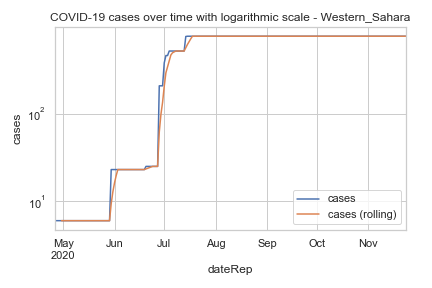 COVID-19 cases over time with logarithmic scale - Western_Sahara
cases
10²
10¹
cases
cases (rolling)
May Jun Jul Aug Sep Oct Nov
2020
dateRep